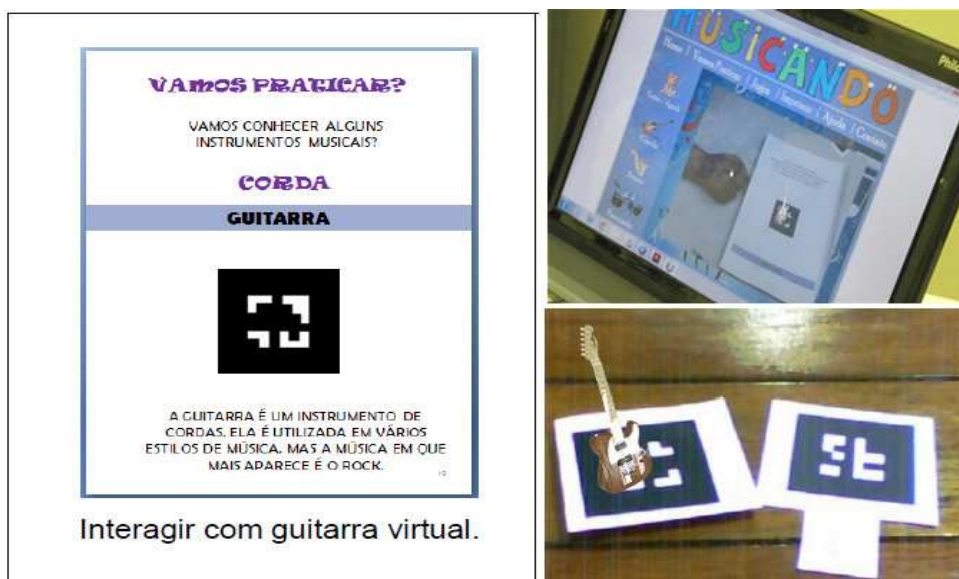 VAMOS PRATICAR?
VAMOS CONHECER ALGUNS
INSTRUMENTOS MUSICAIS?
CORDA
GUITARRA
A GUITARRA É UM INSTRUMENTO DE
CORDAS. ELA É UTILIZADA EM VÁRIOS
ESTILOS DE MÚSICA. MAS A MÚSICA EM QUE
MAIS APARECE É O ROCK.
Interagir com guitarra virtual.
MUSICANDO
Home | Vamos Praticar | Jogos | Imprimir | Ajuda | Contato